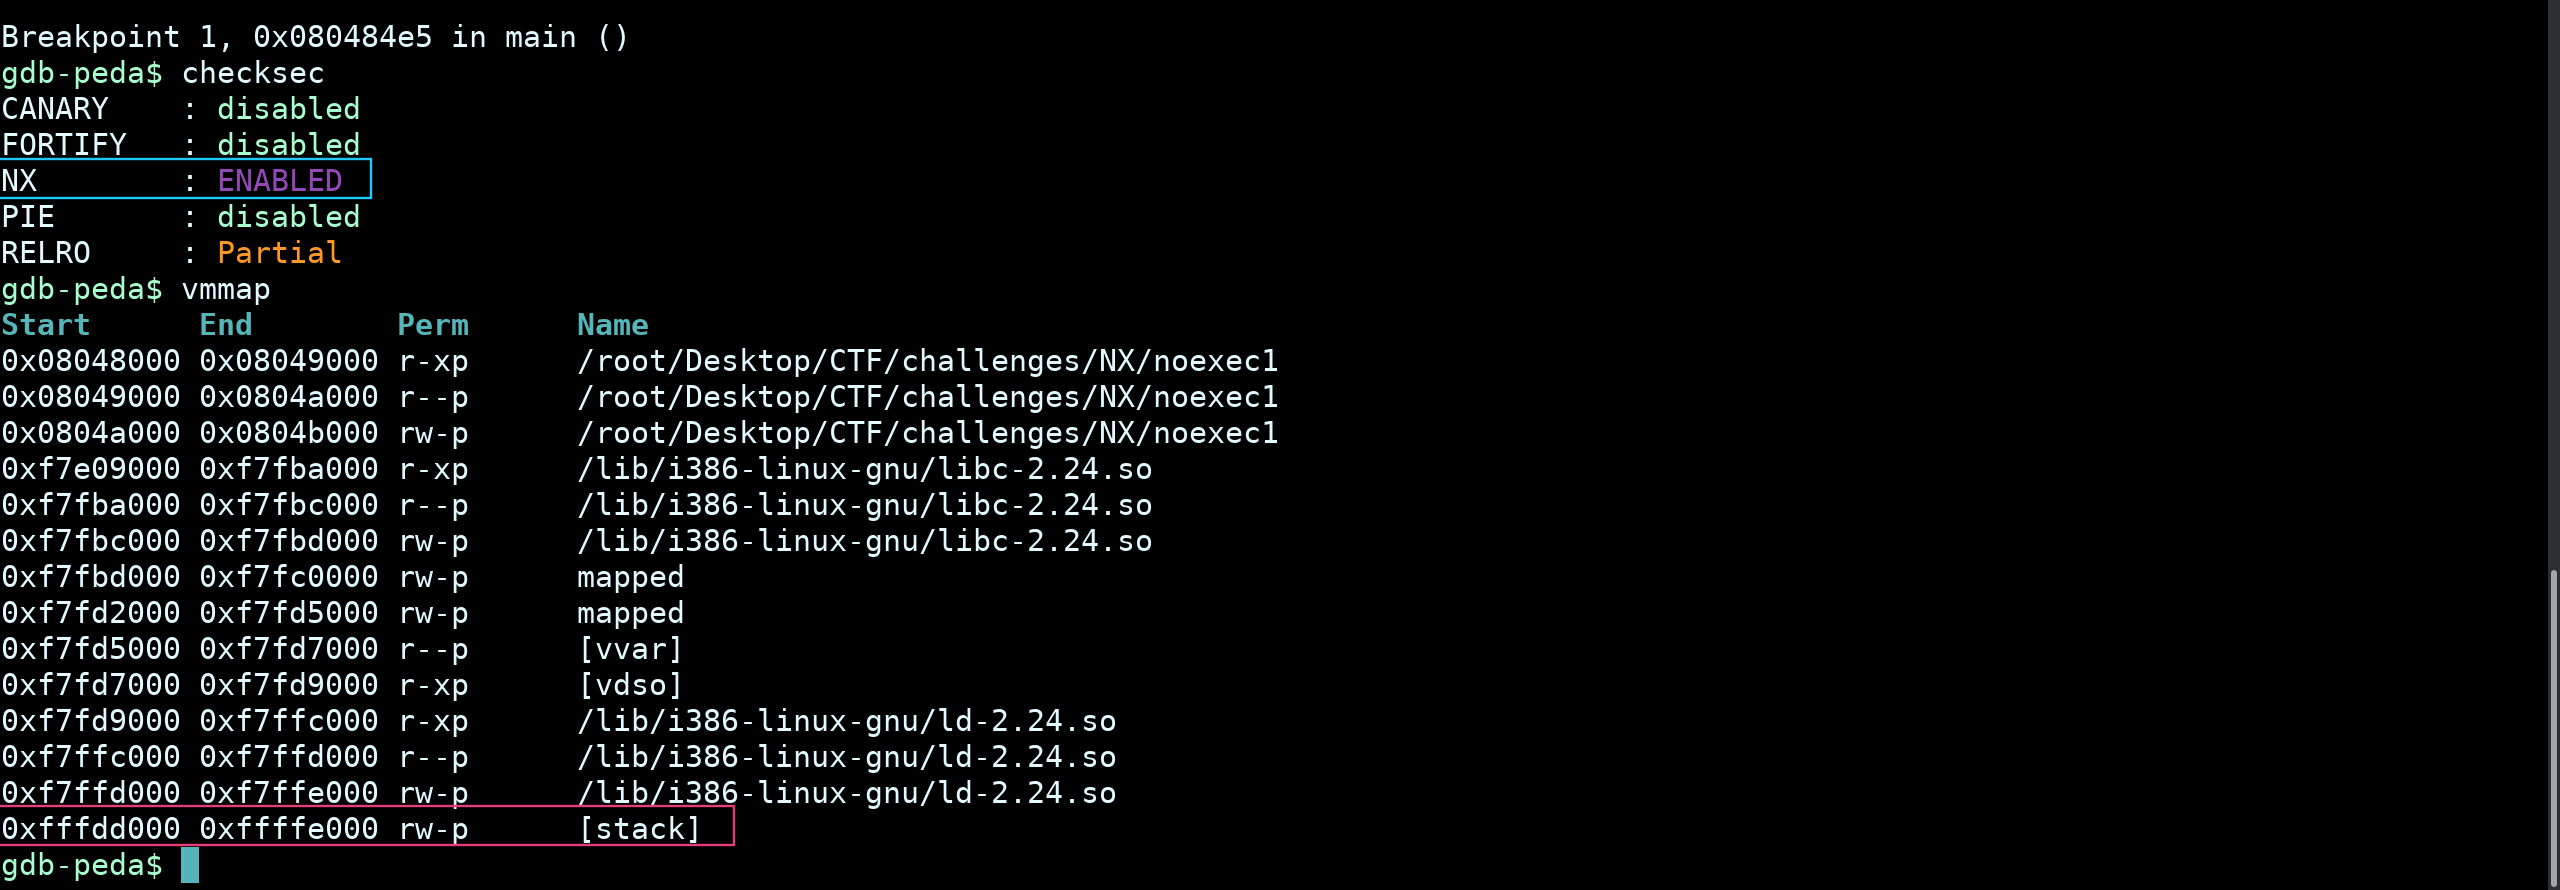 Breakpoint 1, 0x080484e5 in main ()
gdb-peda$ checksec
CANARY    : disabled
FORTIFY   : disabled
NX        : ENABLED
PIE       : disabled
RELRO     : Partial
gdb-peda$ vmmap
Start      End        Perm      Name
0x08048000 0x08049000 r-xp      /root/Desktop/CTF/challenges/NX/noexec1
0x08049000 0x0804a000 r--p      /root/Desktop/CTF/challenges/NX/noexec1
0x0804a000 0x0804b000 rw-p      /root/Desktop/CTF/challenges/NX/noexec1
0xf7e09000 0xf7fba000 r-xp      /lib/i386-linux-gnu/libc-2.24.so
0xf7fba000 0xf7fbc000 r--p      /lib/i386-linux-gnu/libc-2.24.so
0xf7fbc000 0xf7fbd000 rw-p      /lib/i386-linux-gnu/libc-2.24.so
0xf7fbd000 0xf7fc0000 rw-p      mapped
0xf7fd2000 0xf7fd5000 rw-p      mapped
0xf7fd5000 0xf7fd7000 r--p      [vvar]
0xf7fd7000 0xf7fd9000 r-xp      [vdso]
0xf7fd9000 0xf7ffc000 r-xp      /lib/i386-linux-gnu/ld-2.24.so
0xf7ffc000 0xf7ffd000 r--p      /lib/i386-linux-gnu/ld-2.24.so
0xf7ffd000 0xf7ffe000 rw-p      /lib/i386-linux-gnu/ld-2.24.so
0xfffdd000 0xffffe000 rw-p      [stack]
gdb-peda$